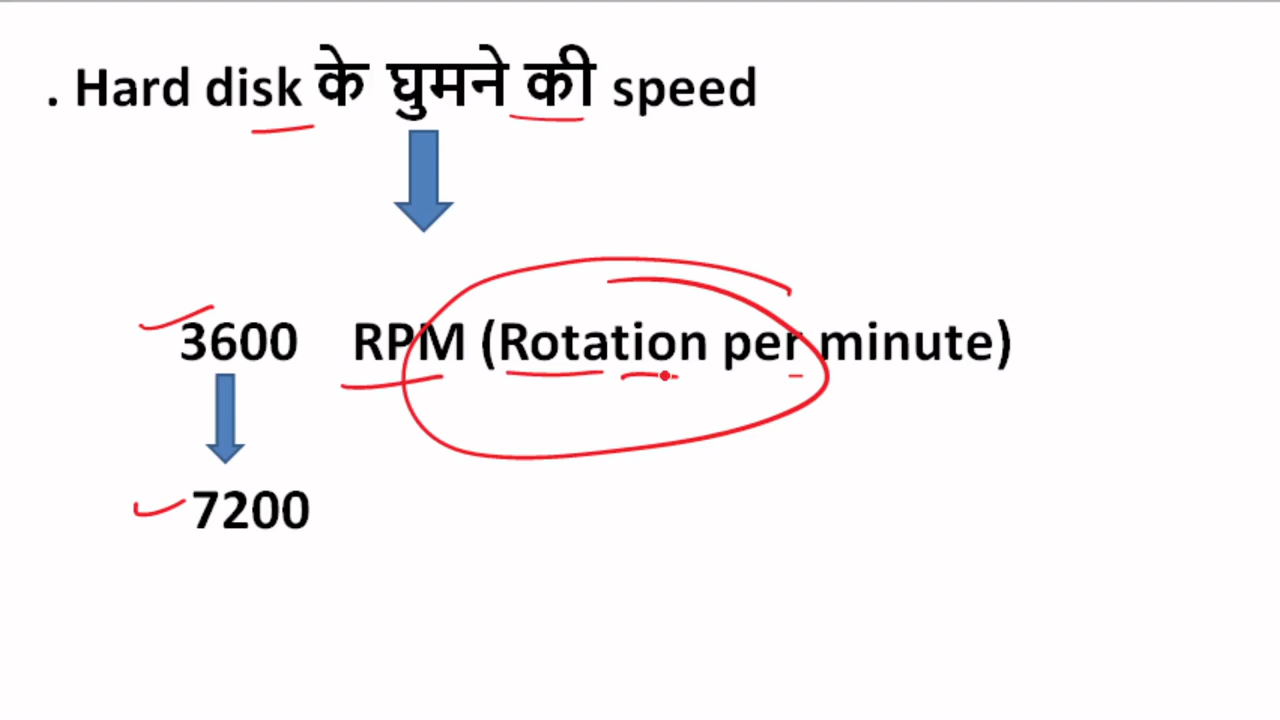 . Hard disk के घुमने की speed
3600 RPM (Rotation per minute)
7200